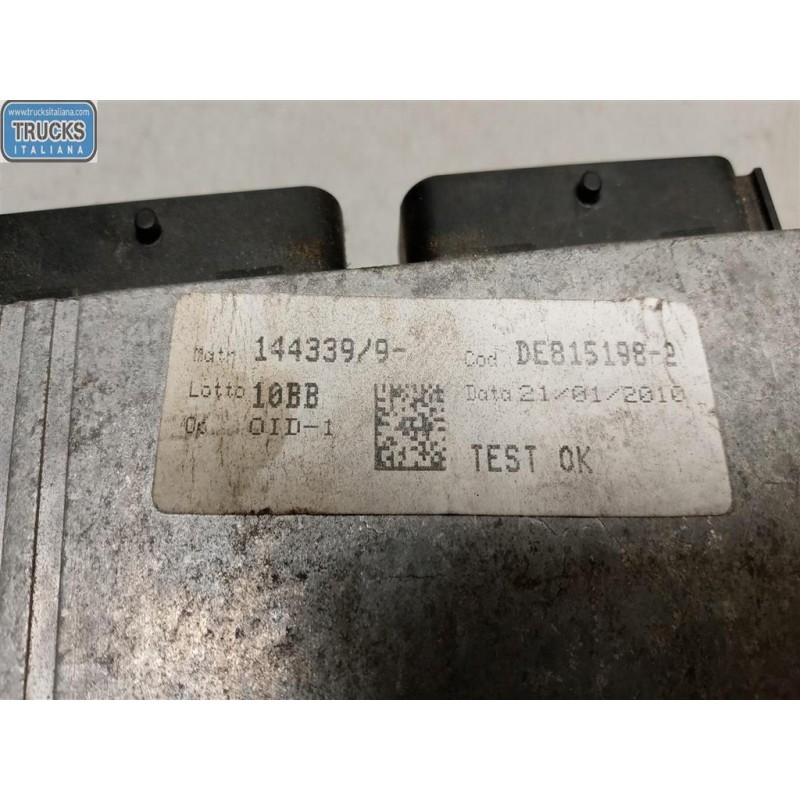 www.trucksitaliana.com
TRUCKS
ITALIANA
Matr 144339/9- Cod DE815198-2
Lotto 10BB Data 21/01/2010
Op. OID-1
TEST OK